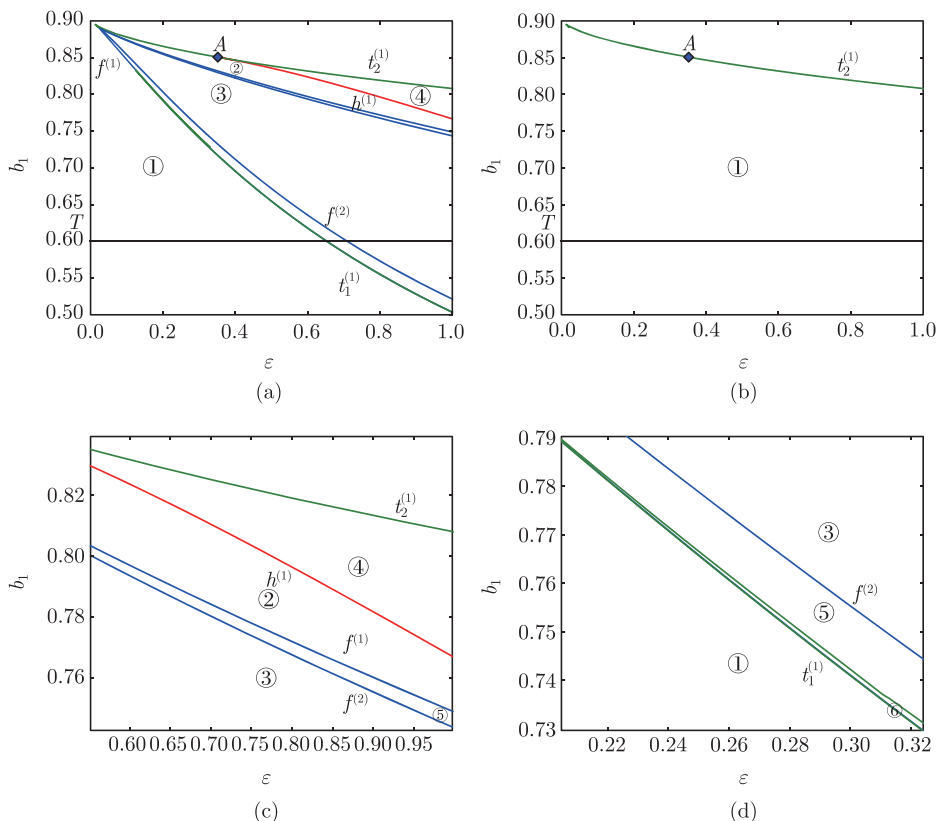 0.90
0.85
0.80
0.75
0.70
0.65
T
0.60
0.55
0.50
b₁
A
t₂⁽¹⁾
②
④
f⁽¹⁾
③
h⁽¹⁾
①
f⁽²⁾
t₁⁽¹⁾
0.0 0.2 0.4 0.6 0.8 1.0
ε
(a)
0.90
0.85
0.80
0.75
0.70
0.65
T
0.60
0.55
0.50
b₁
A
t₂⁽¹⁾
①
0.0 0.2 0.4 0.6 0.8 1.0
ε
(b)
0.82
0.80
0.78
0.76
b₁
t₂⁽¹⁾
④
h⁽¹⁾
②
f⁽¹⁾
③
f⁽²⁾
⑤
0.60 0.65 0.70 0.75 0.80 0.85 0.90 0.95
ε
(c)
0.79
0.78
0.77
0.76
0.75
0.74
0.73
b₁
③
f⁽²⁾
⑤
①
t₁⁽¹⁾
⑥
0.22 0.24 0.26 0.28 0.30 0.32
ε
(d)